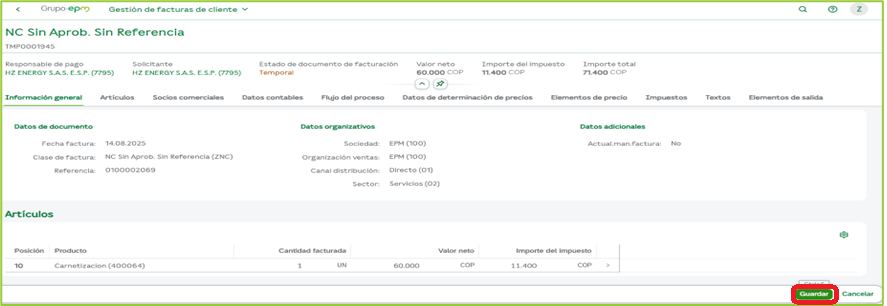 Grupo·epm Gestión de facturas de cliente Z
NC Sin Aprob. Sin Referencia
TMP0001945
Responsable de pago Solicitante Estado de documento de facturación Valor neto Importe del impuesto Importe total
HZ ENERGY S.A.S. E.S.P. (7795) HZ ENERGY S.A.S. E.S.P. (7795) Temporal 60.000 COP 11.400 COP 71.400 COP
Información general Artículos Socios comerciales Datos contables Flujo del proceso Datos de determinación de precios Elementos de precio Impuestos Textos Elementos de salida
Datos de documento Datos organizativos Datos adicionales
Fecha factura: 14.08.2025 Sociedad: EPM (100) Actual.man.factura: No
Clase de factura: NC Sin Aprob. Sin Referencia (ZNC) Organización ventas: EPM (100)
Referencia: 0100002069 Canal distribución: Directo (01)
Sector: Servicios (02)
Artículos
Posición Producto Cantidad facturada Valor neto Importe del impuesto
10 Carnetizacion (400064) 1 UN 60.000 COP 11.400 COP >
Guardar Cancelar